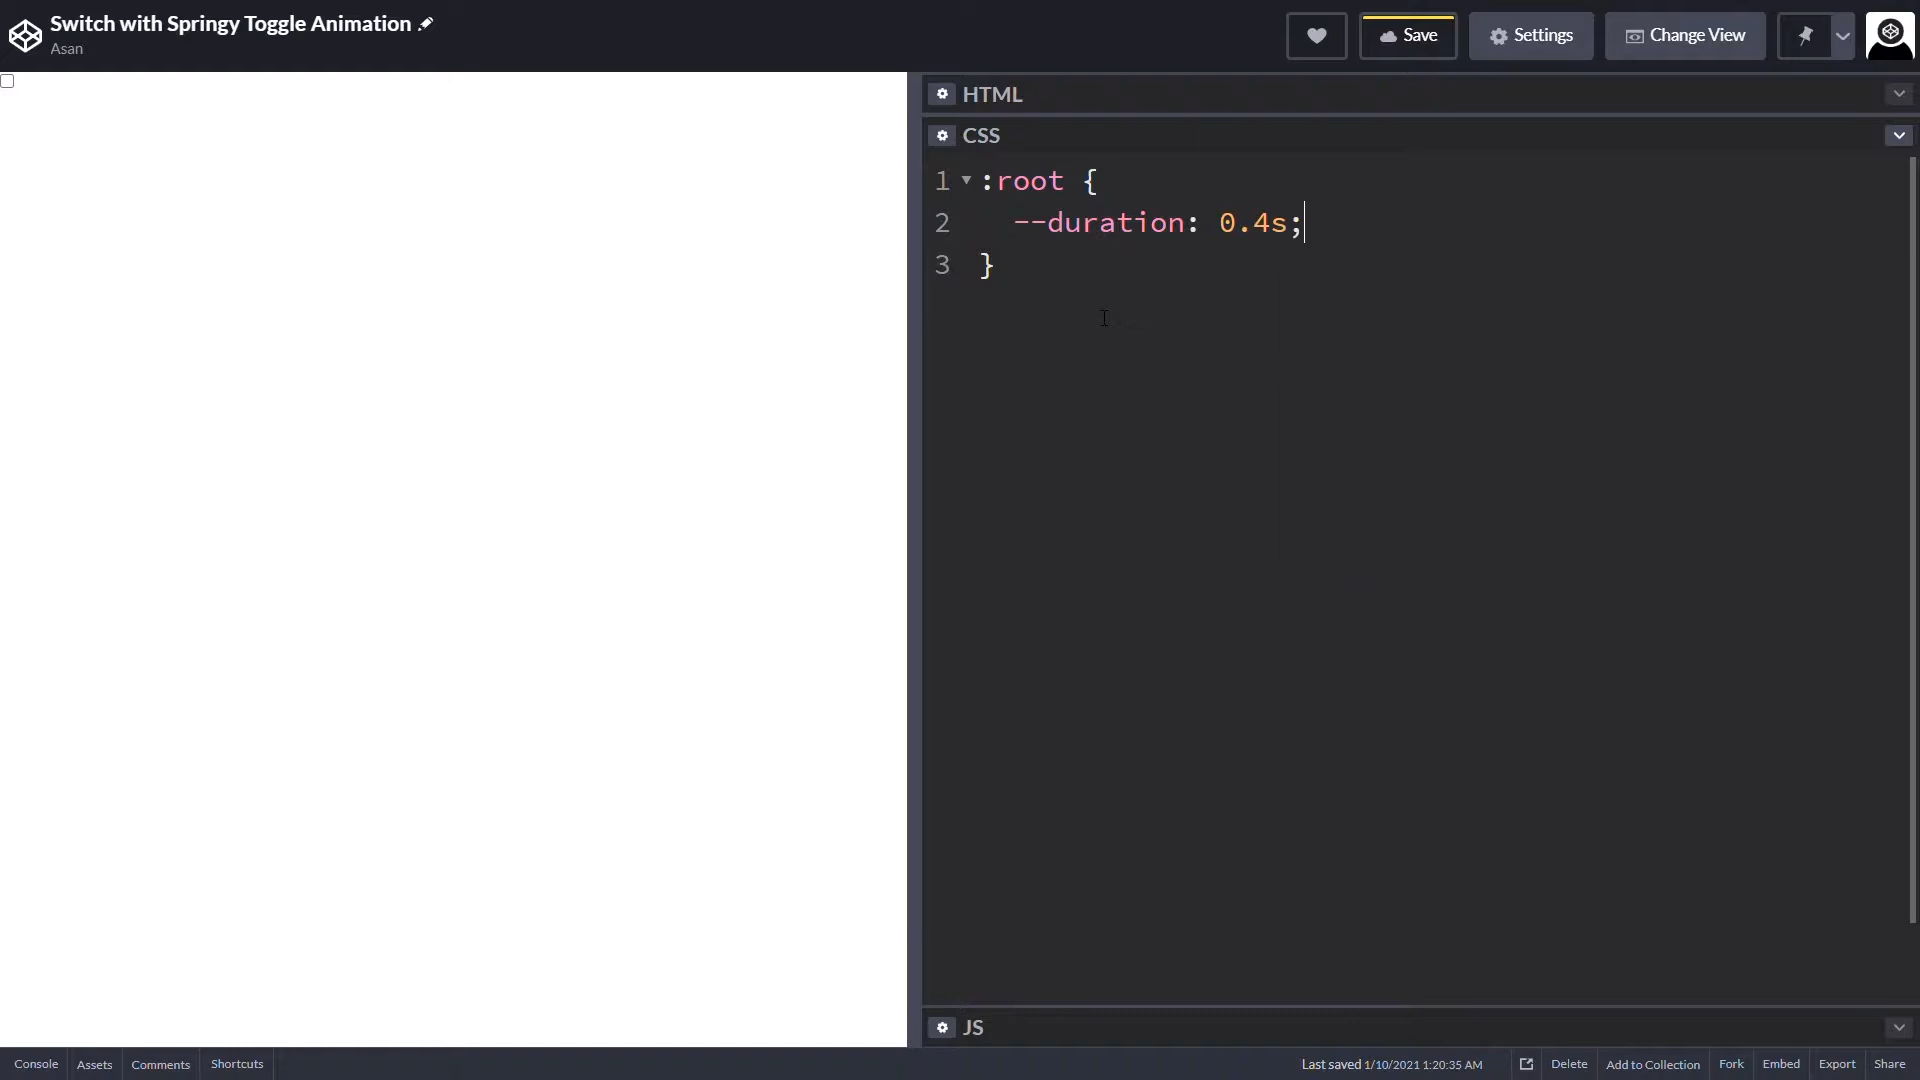 Switch with Springy Toggle Animation
Asan
Save
Settings
Change View
HTML
CSS
1 :root {
2 --duration: 0.4s;
3 }
JS
Console
Assets
Comments
Shortcuts
Last saved 1/10/2021 1:20:35 AM
Delete
Add to Collection
Fork
Embed
Export
Share